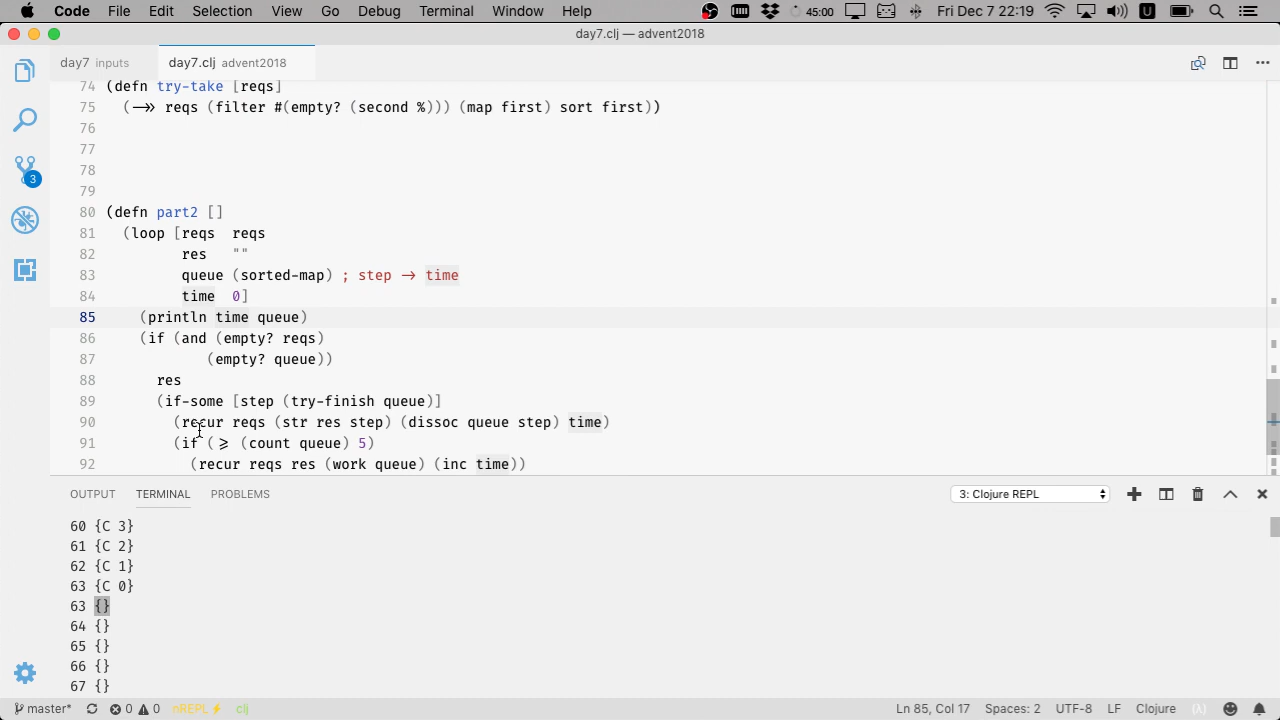 Code File Edit Selection View Go Debug Terminal Window Help 45:00 U Fri Dec 7 22:19
day7.clj — advent2018
day7 inputs
day7.clj advent2018
74 (defn try-take [reqs]
75 (->> reqs (filter #(empty? (second %))) (map first) sort first))
76
77
78
79
80 (defn part2 []
81 (loop [reqs reqs
82 res ""
83 queue (sorted-map) ; step -> time
84 time 0]
85 (println time queue)
86 (if (and (empty? reqs)
87 (empty? queue))
88 res
89 (if-some [step (try-finish queue)]
90 (recur reqs (str res step) (dissoc queue step) time)
91 (if (>= (count queue) 5)
92 (recur reqs res (work queue) (inc time))
3
OUTPUT TERMINAL PROBLEMS 3: Clojure REPL
60 {C 3}
61 {C 2}
62 {C 1}
63 {C 0}
63 {}
64 {}
65 {}
66 {}
67 {}
master* 0 0 nREPL clj Ln 85, Col 17 Spaces: 2 UTF-8 LF Clojure (λ)